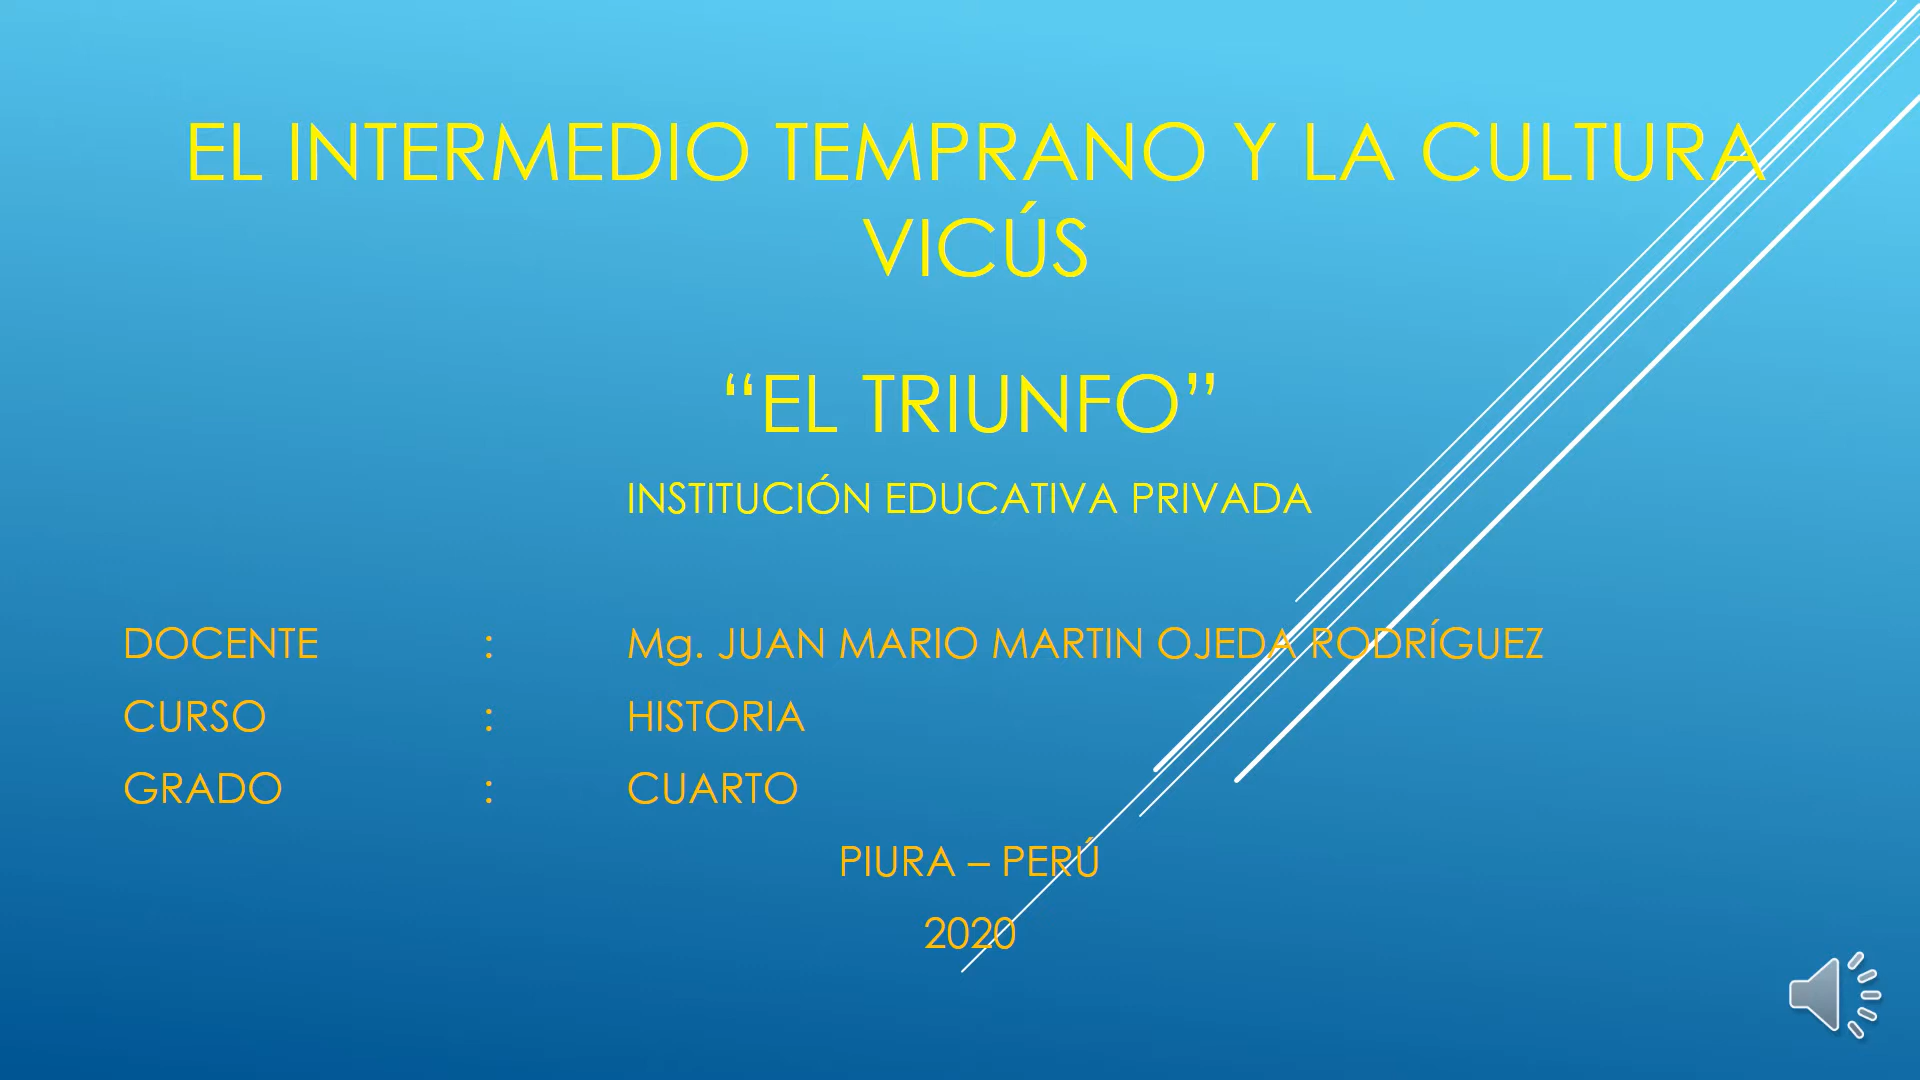 EL INTERMEDIO TEMPRANO Y LA CULTURA
VICÚS
“EL TRIUNFO”
INSTITUCIÓN EDUCATIVA PRIVADA
DOCENTE : Mg. JUAN MARIO MARTIN OJEDA RODRÍGUEZ
CURSO : HISTORIA
GRADO : CUARTO
PIURA – PERÚ
2020